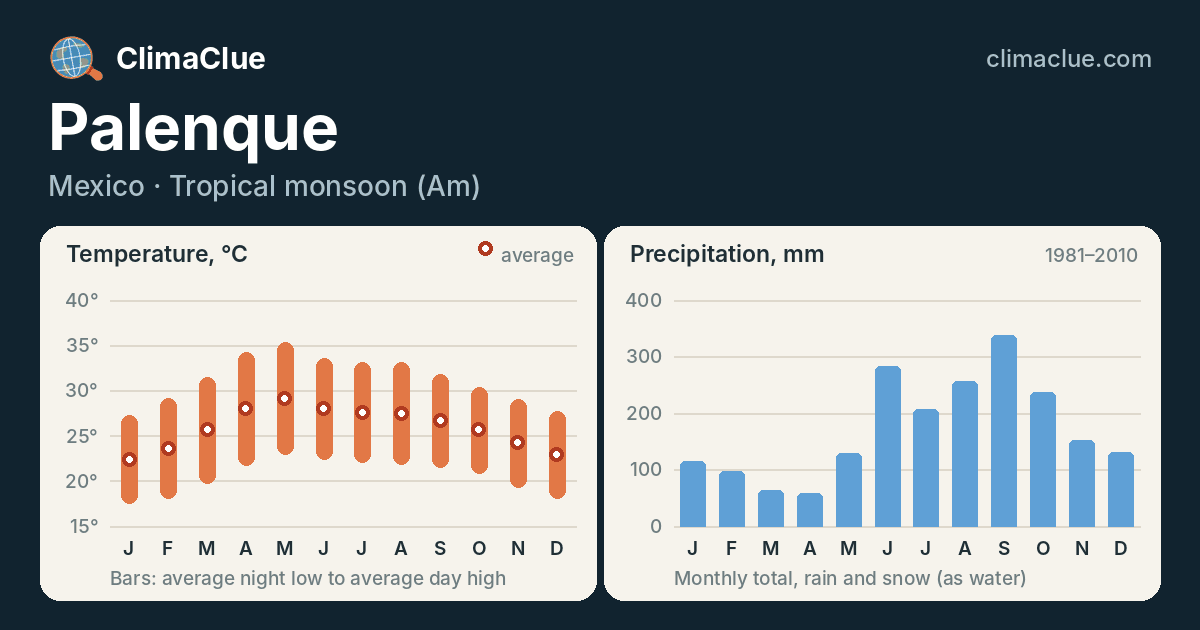 ClimaClue
climaclue.com
Palenque
Mexico · Tropical monsoon (Am)
Temperature, °C
average
40°
35°
30°
25°
20°
15°
J F M A M J J A S O N D
Bars: average night low to average day high
Precipitation, mm
1981–2010
400
300
200
100
0
J F M A M J J A S O N D
Monthly total, rain and snow (as water)